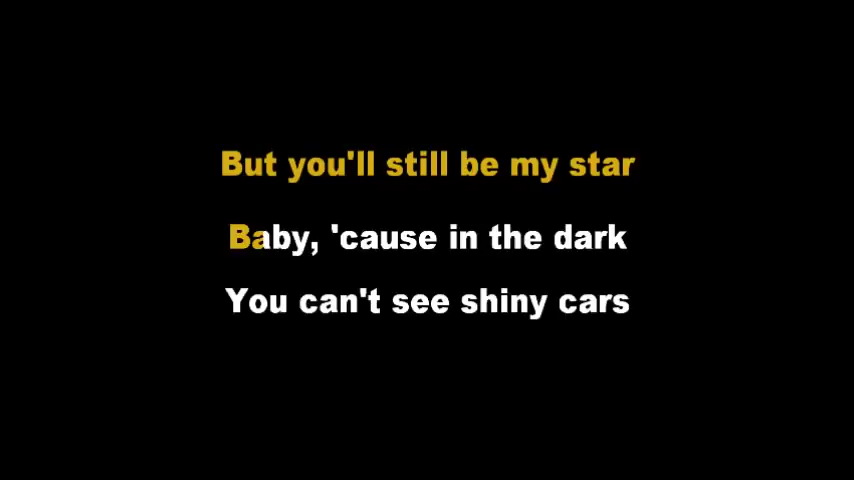 But you'll still be my star
Baby, 'cause in the dark
You can't see shiny cars